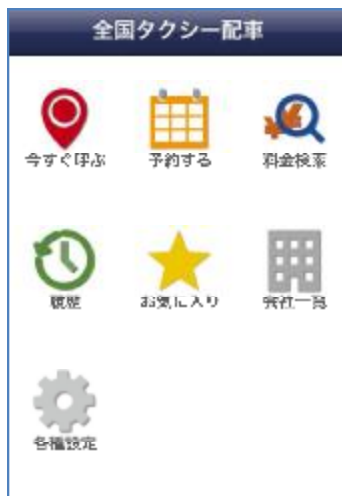 全国タクシー配車
今すぐ呼ぶ 予約する 料金検索
履歴 お気に入り 会社一覧
各種設定